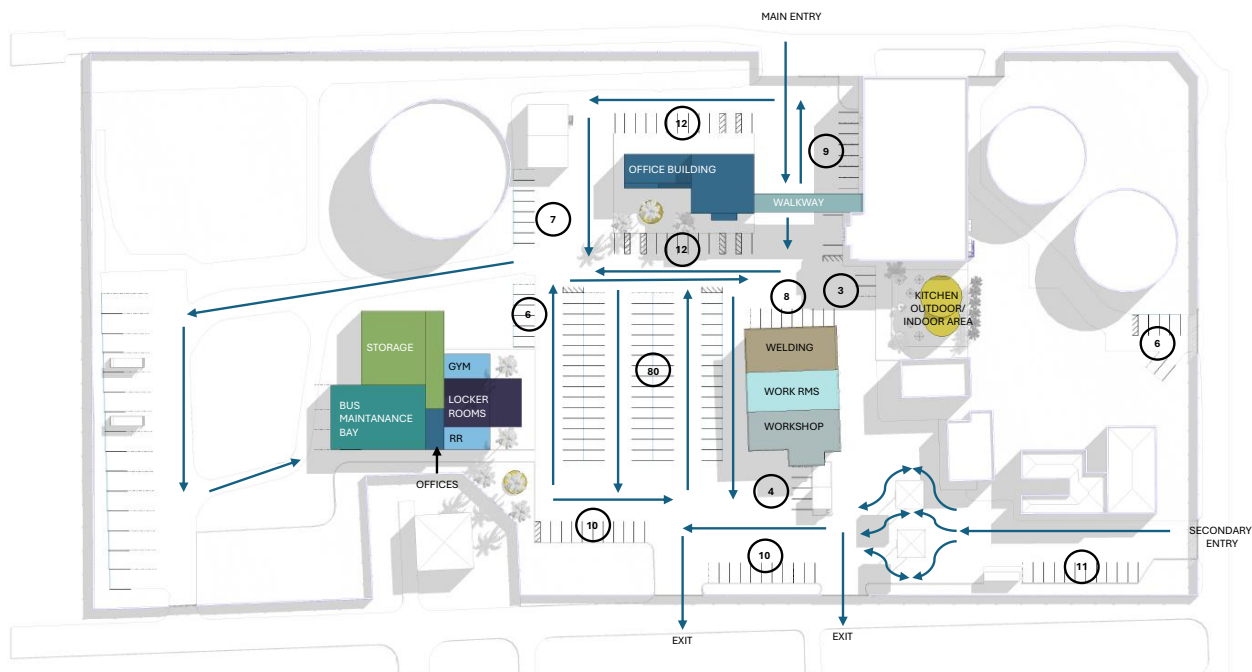 MAIN ENTRY
12
9
OFFICE BUILDING
WALKWAY
7
12
8
3
KITCHEN
OUTDOOR/
INDOOR AREA
6
6
STORAGE
WELDING
GYM
80
WORK RMS
LOCKER
ROOMS
BUS
MAINTANANCE
BAY
WORKSHOP
RR
OFFICES
4
10
SECONDARY
ENTRY
10
11
EXIT
EXIT